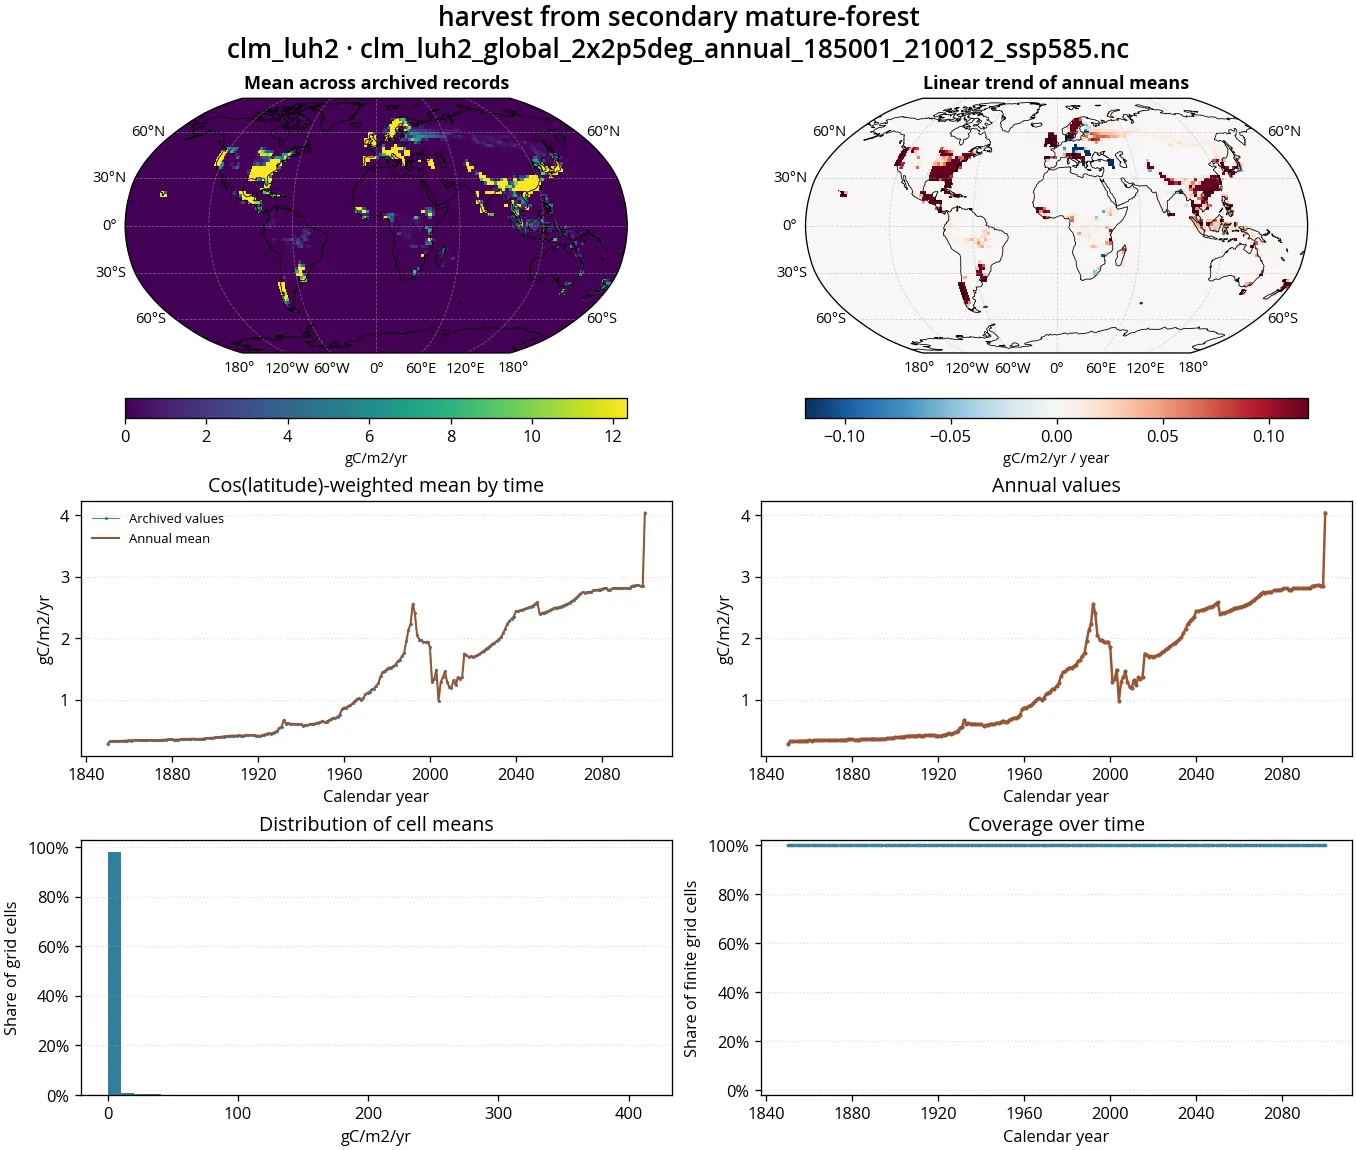 harvest from secondary mature-forest
clm_luh2 · clm_luh2_global_2x2p5deg_annual_185001_210012_ssp585.nc
Mean across archived records
60°N 60°N
30°N
0°
30°S
60°S 60°S
180° 120°W 60°W 0° 60°E 120°E 180°
0 2 4 6 8 10 12
gC/m2/yr
Linear trend of annual means
60°N 60°N
30°N
0°
30°S
60°S 60°S
180° 120°W 60°W 0° 60°E 120°E 180°
−0.10 −0.05 0.00 0.05 0.10
gC/m2/yr / year
Cos(latitude)-weighted mean by time
Archived values
Annual mean
4
3
2
1
gC/m2/yr
1840 1880 1920 1960 2000 2040 2080
Calendar year
Annual values
4
3
2
1
gC/m2/yr
1840 1880 1920 1960 2000 2040 2080
Calendar year
Distribution of cell means
100%
80%
60%
40%
20%
0%
Share of grid cells
0 100 200 300 400
gC/m2/yr
Coverage over time
100%
80%
60%
40%
20%
0%
Share of finite grid cells
1840 1880 1920 1960 2000 2040 2080
Calendar year